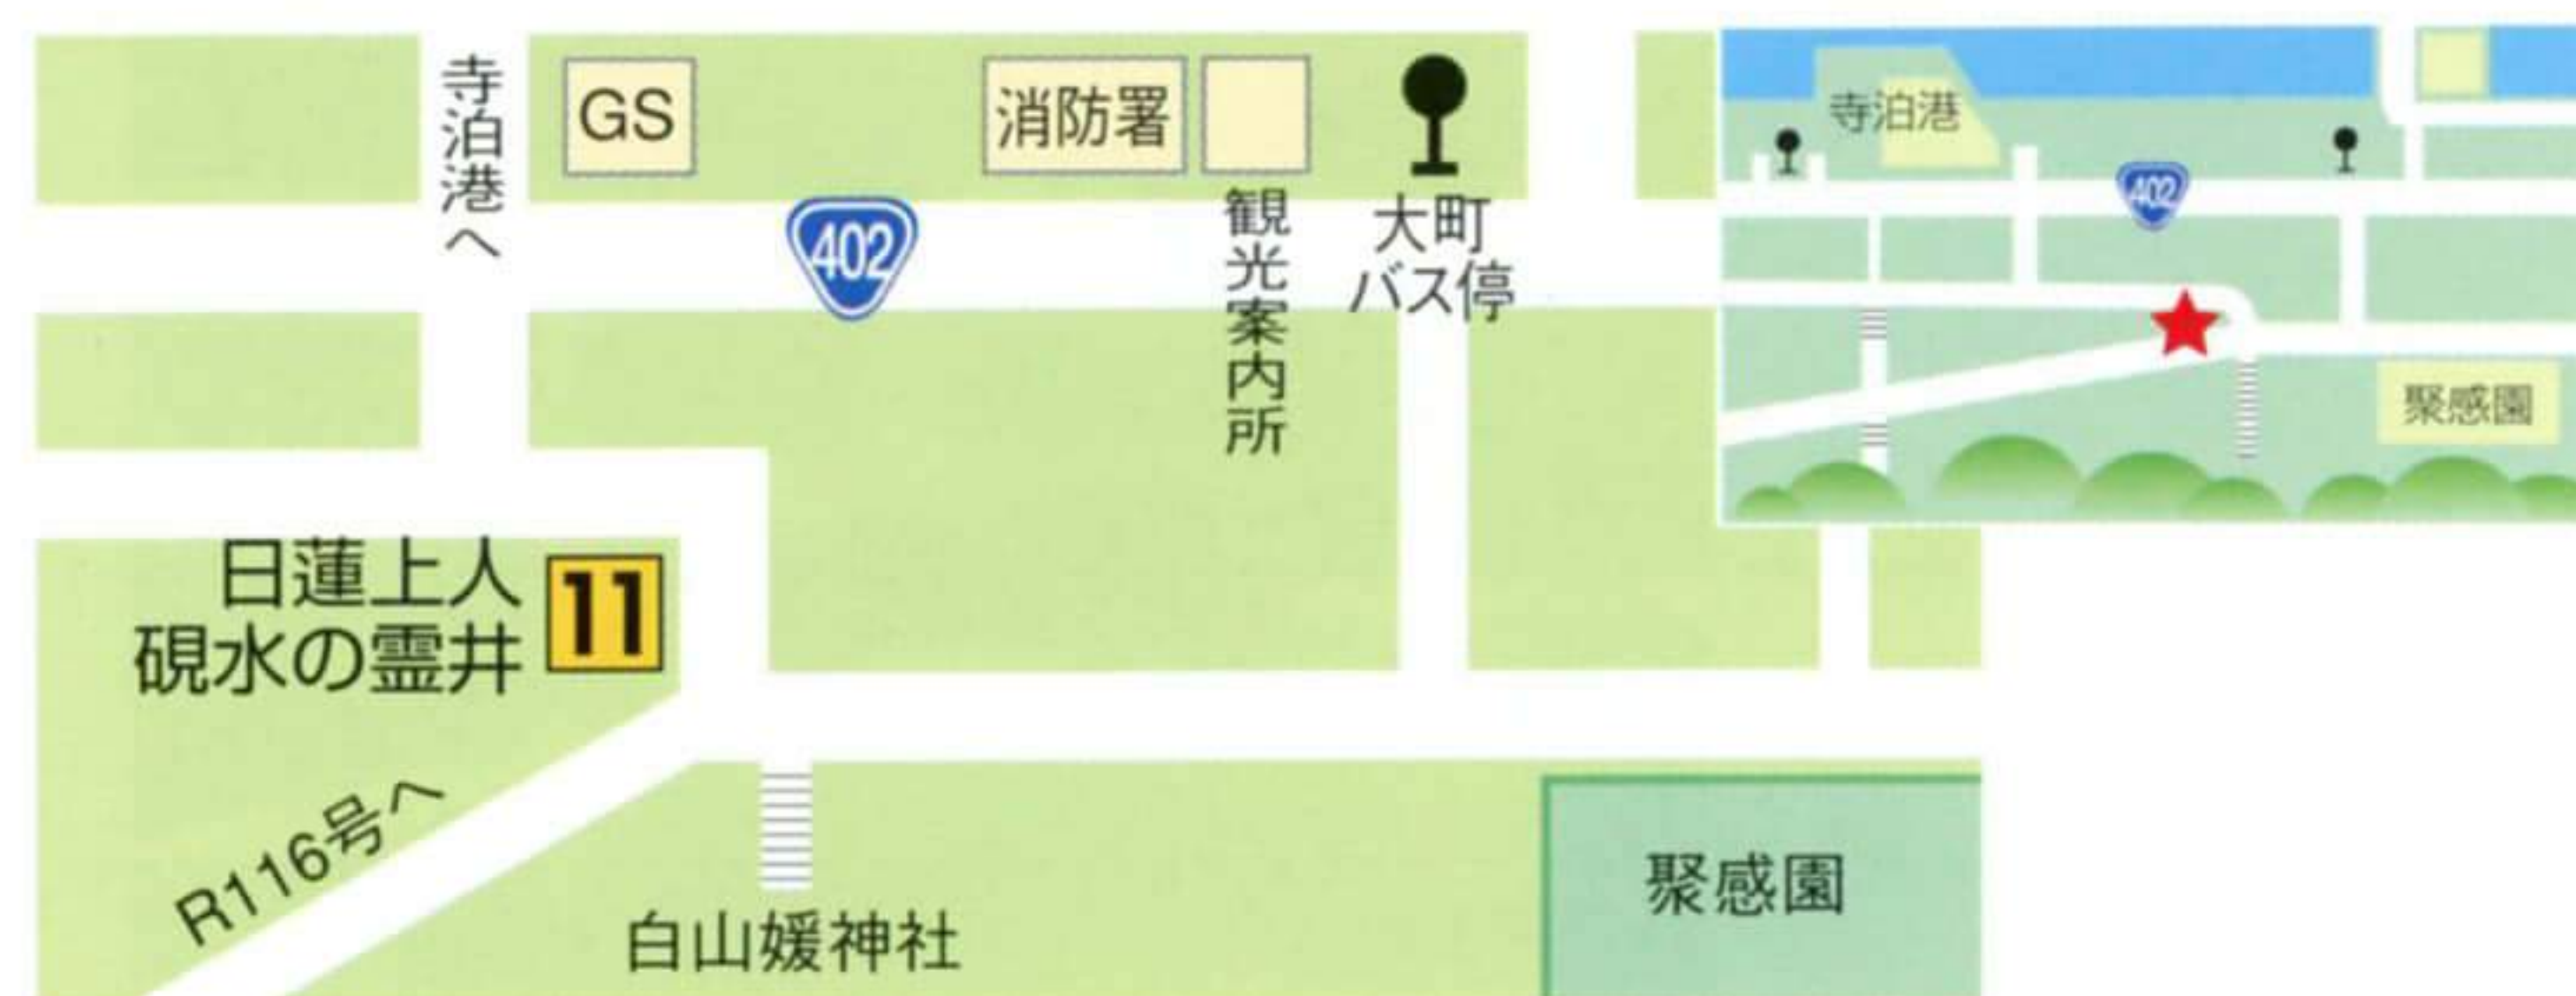 寺泊港へ
GS
消防署
観光案内所
大町
バス停
402
日蓮上人
硯水の霊井
11
R116号へ
白山媛神社
聚感園
寺泊港
402
聚感園